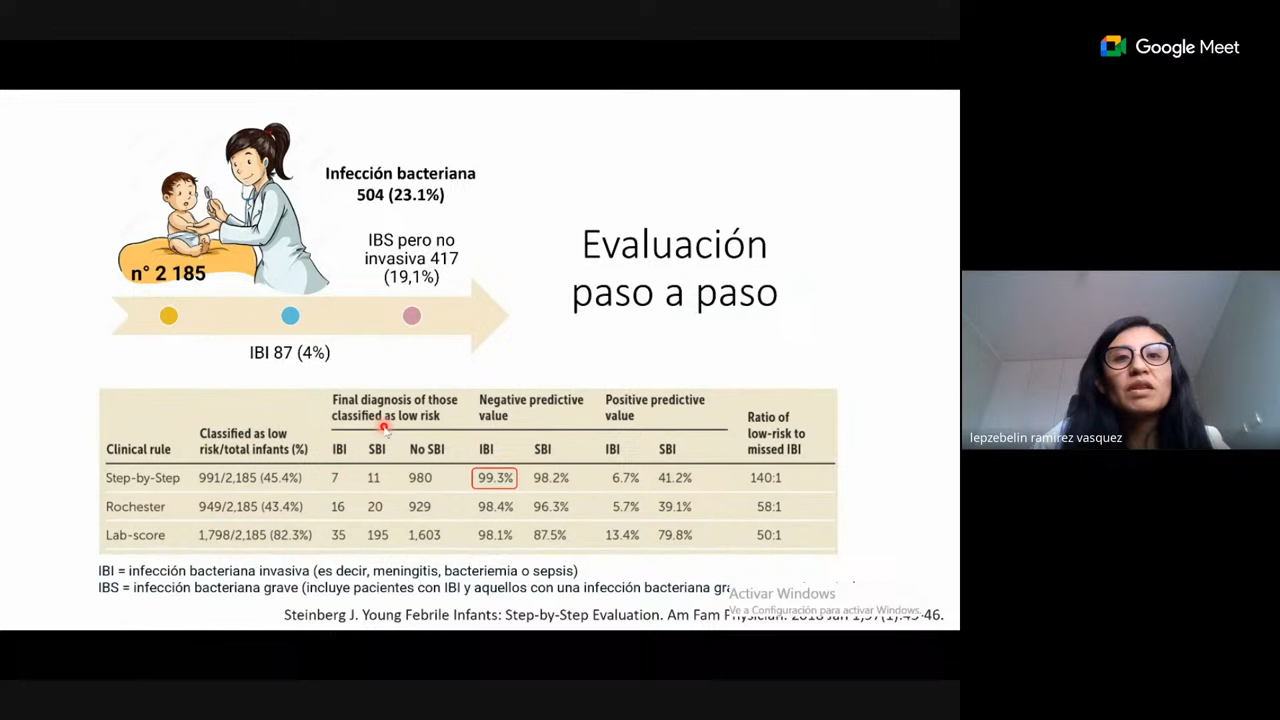 Google Meet
Infección bacteriana
504 (23.1%)
IBS pero no
invasiva 417
(19,1%)
n° 2 185
IBI 87 (4%)
Evaluación
paso a paso
Final diagnosis of those classified as low risk
Negative predictive value
Positive predictive value
Clinical rule Classified as low risk/total infants (%) IBI SBI No SBI IBI SBI IBI SBI Ratio of low-risk to missed IBI
Step-by-Step 991/2,185 (45.4%) 7 11 980 99.3% 98.2% 6.7% 41.2% 140:1
Rochester 949/2,185 (43.4%) 16 20 929 98.4% 96.3% 5.7% 39.1% 58:1
Lab-score 1,798/2,185 (82.3%) 35 195 1,603 98.1% 87.5% 13.4% 79.8% 50:1
IBI = infección bacteriana invasiva (es decir, meningitis, bacteriemia o sepsis)
IBS = infección bacteriana grave (incluye pacientes con IBI y aquellos con una infección bacteriana
Steinberg J. Young Febrile Infants: Step-by-Step Evaluation. Am Fam
Activar Windows
Ve a Configuración para activar Windows.
lepzebelin ramirez vasquez